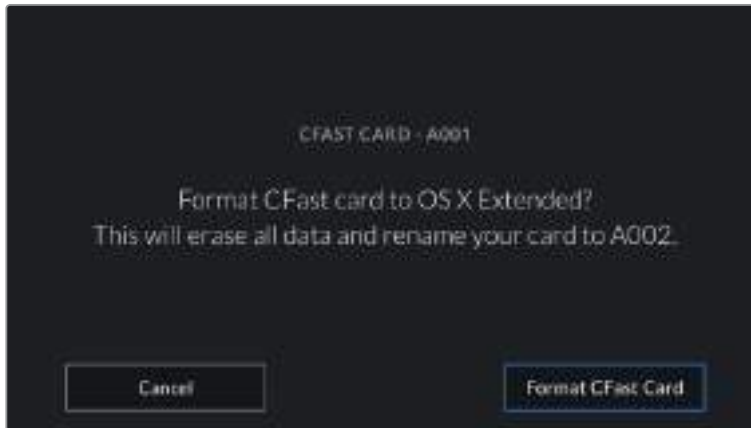 CFAST CARD - A001
Format CFast card to OS X Extended?
This will erase all data and rename your card to A002.
Cancel
Format CFast Card